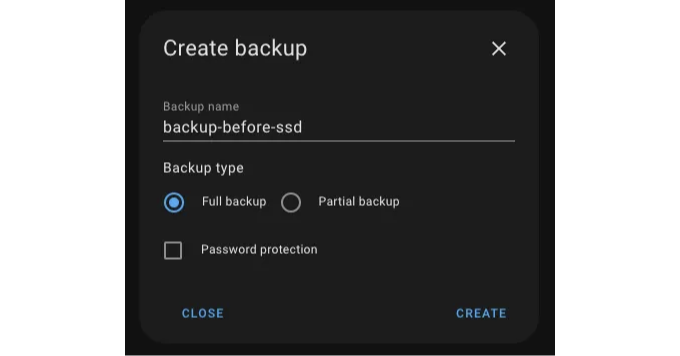 Create backup
Backup name
backup-before-ssd
Backup type
Full backup Partial backup
Password protection
CLOSE CREATE